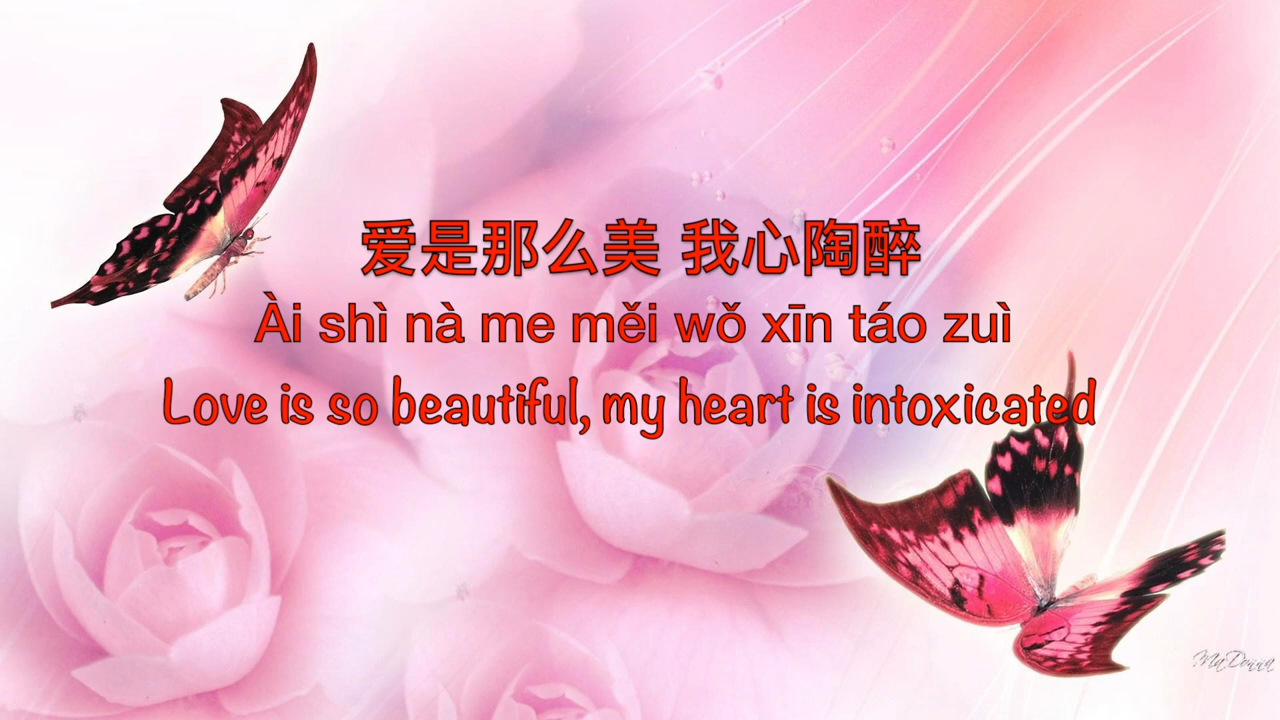 爱是那么美 我心陶醉
Ài shì nà me měi wǒ xīn táo zuì
Love is so beautiful, my heart is intoxicated
MaDonna